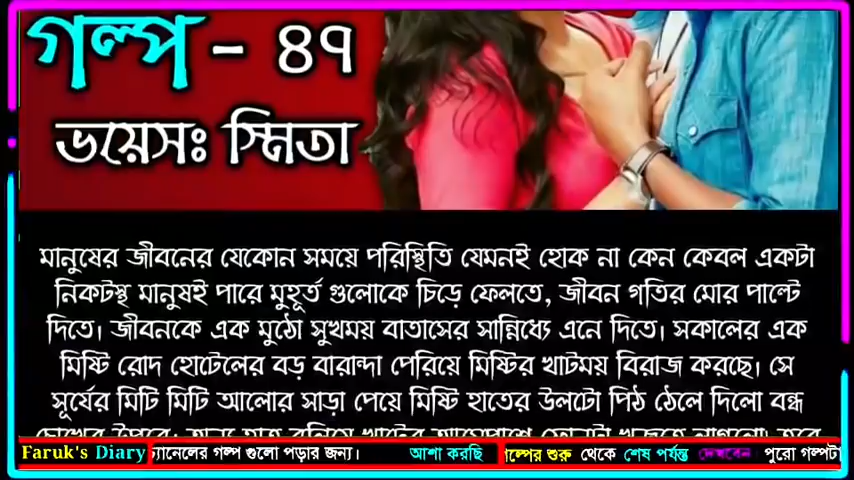 গল্প - ৪৭
ভয়েসঃ স্মিতা
মানুষের জীবনের যেকোন সময়ে পরিস্থিতি যেমনই হোক না কেন কেবল একটা
নিকটস্থ মানুষই পারে মুহূর্ত গুলোকে চিড়ে ফেলতে, জীবন গতির মোর পাল্টে
দিতে। জীবনকে এক মুঠো সুখময় বাতাসের সান্নিধ্যে এনে দিতে। সকালের এক
মিষ্টি রোদ হোটেলের বড় বারান্দা পেরিয়ে মিষ্টির খাটময় বিরাজ করছে। সে
সূর্যের মিটি মিটি আলোর সাড়া পেয়ে মিষ্টি হাতের উলটো পিঠ ঠেলে দিলো বন্ধ
Faruk's Diary চ্যানেলের গল্প গুলো পড়ার জন্য। আশা করছি গল্পের শুরু থেকে শেষ পর্যন্ত দেখবেন পুরো গল্পটা